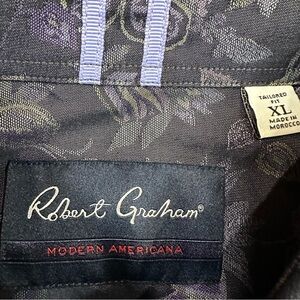 TAILORED
FIT
XL
MADE IN
MOROCCO
Robert Graham®
MODERN AMERICANA